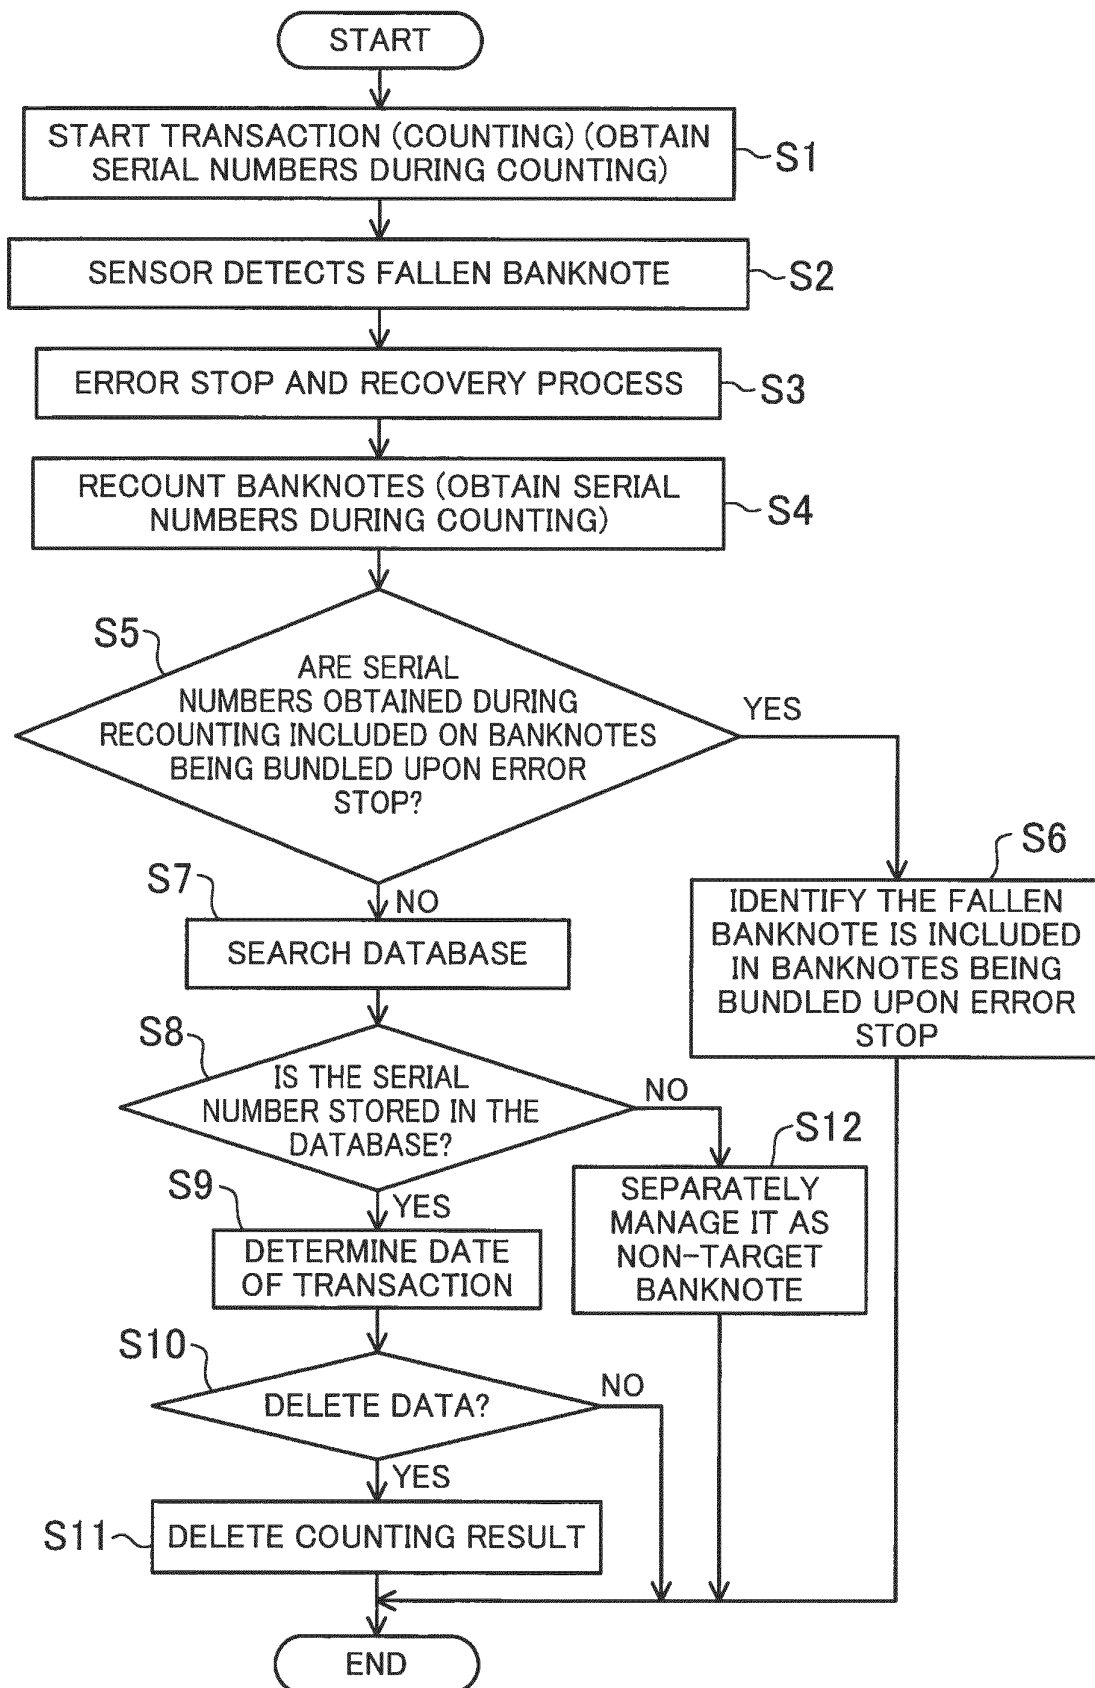 START
START TRANSACTION (COUNTING) (OBTAIN
SERIAL NUMBERS DURING COUNTING)
S1
SENSOR DETECTS FALLEN BANKNOTE
S2
ERROR STOP AND RECOVERY PROCESS
S3
RECOUNT BANKNOTES (OBTAIN SERIAL
NUMBERS DURING COUNTING)
S4
S5
ARE SERIAL
NUMBERS OBTAINED DURING
RECOUNTING INCLUDED ON BANKNOTES
BEING BUNDLED UPON ERROR
STOP?
YES
NO
S6
IDENTIFY THE FALLEN
BANKNOTE IS INCLUDED
IN BANKNOTES BEING
BUNDLED UPON ERROR
STOP
S7
SEARCH DATABASE
S8
IS THE SERIAL
NUMBER STORED IN THE
DATABASE?
NO
YES
S12
SEPARATELY
MANAGE IT AS
NON-TARGET
BANKNOTE
S9
DETERMINE DATE
OF TRANSACTION
S10
DELETE DATA?
NO
YES
S11
DELETE COUNTING RESULT
END